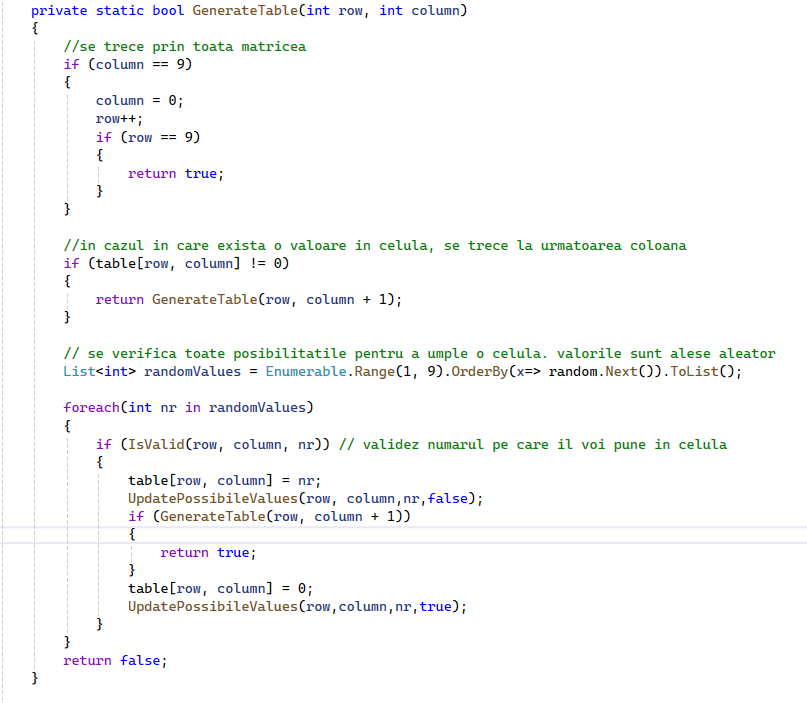 private static bool GenerateTable(int row, int column)
{
    //se trece prin toata matricea
    if (column == 9)
    {
        column = 0;
        row++;
        if (row == 9)
        {
            return true;
        }
    }

    //in cazul in care exista o valoare in celula, se trece la urmatoarea coloana
    if (table[row, column] != 0)
    {
        return GenerateTable(row, column + 1);
    }

    // se verifica toate posibilitatile pentru a umple o celula. valorile sunt alese aleator
    List<int> randomValues = Enumerable.Range(1, 9).OrderBy(x=> random.Next()).ToList();

    foreach(int nr in randomValues)
    {
        if (IsValid(row, column, nr)) // validez numarul pe care il voi pune in celula
        {
            table[row, column] = nr;
            UpdatePossibileValues(row, column,nr,false);
            if (GenerateTable(row, column + 1))
            {
                return true;
            }
            table[row, column] = 0;
            UpdatePossibileValues(row,column,nr,true);
        }
    }
    return false;
}